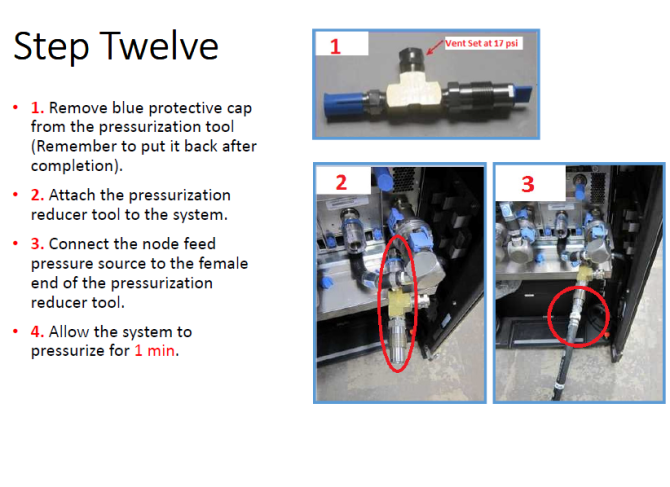 Step Twelve
• 1. Remove blue protective cap
from the pressurization tool
(Remember to put it back after
completion).
• 2. Attach the pressurization
reducer tool to the system.
• 3. Connect the node feed
pressure source to the female
end of the pressurization
reducer tool.
• 4. Allow the system to
pressurize for 1 min.
1
Vent Set at 17 psi
2
3